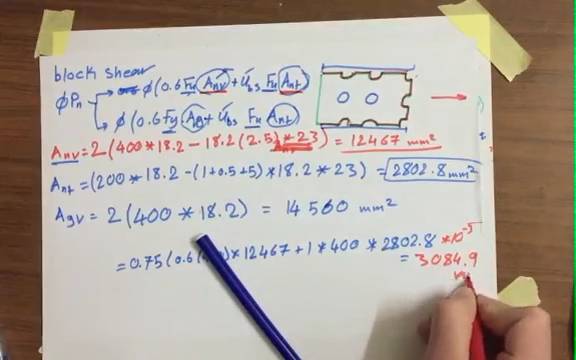 block shear
ϕPn ϕ(0.6 Fu Anv + Ubs Fu Ant)
ϕ(0.6 Fy Agv + Ubs Fu Ant)
Anv = 2(400*18.2 - 18.2(2.5)*23) = 12467 mm²
Ant = (200*18.2 - (1+0.5+5)*18.2*23) = 2802.8 mm²
Agv = 2(400*18.2) = 14560 mm²
= 0.75(0.6 * 12467 + 1*400*2802.8 *10⁻³
= 3084.9